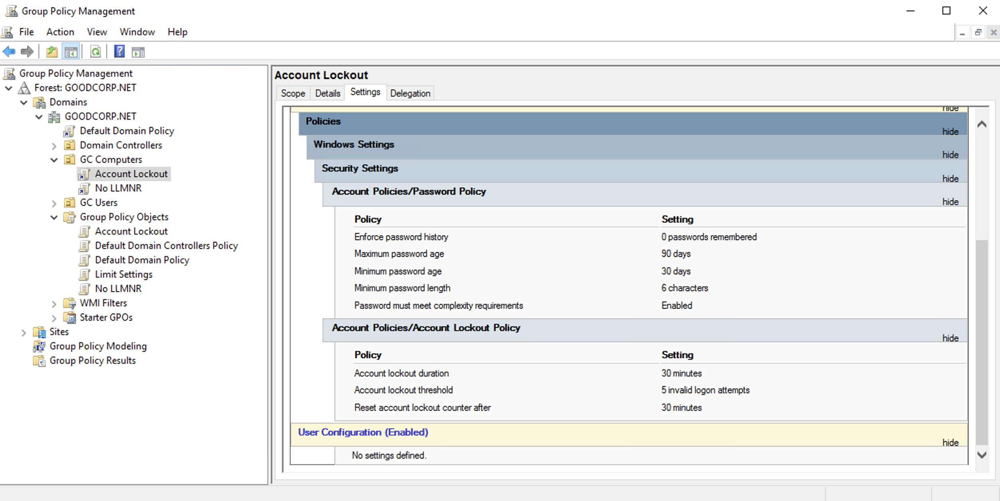 Group Policy Management
File Action View Window Help
Group Policy Management
Forest: GOODCORP.NET
Domains
GOODCORP.NET
Default Domain Policy
Domain Controllers
GC Computers
Account Lockout
No LLMNR
GC Users
Group Policy Objects
Account Lockout
Default Domain Controllers Policy
Default Domain Policy
Limit Settings
No LLMNR
WMI Filters
Starter GPOs
Sites
Group Policy Modeling
Group Policy Results
Account Lockout
Scope Details Settings Delegation
hide
Policies
hide
Windows Settings
hide
Security Settings
hide
Account Policies/Password Policy
hide
Policy Setting
Enforce password history 0 passwords remembered
Maximum password age 90 days
Minimum password age 30 days
Minimum password length 6 characters
Password must meet complexity requirements Enabled
Account Policies/Account Lockout Policy
hide
Policy Setting
Account lockout duration 30 minutes
Account lockout threshold 5 invalid logon attempts
Reset account lockout counter after 30 minutes
User Configuration (Enabled)
hide
No settings defined.